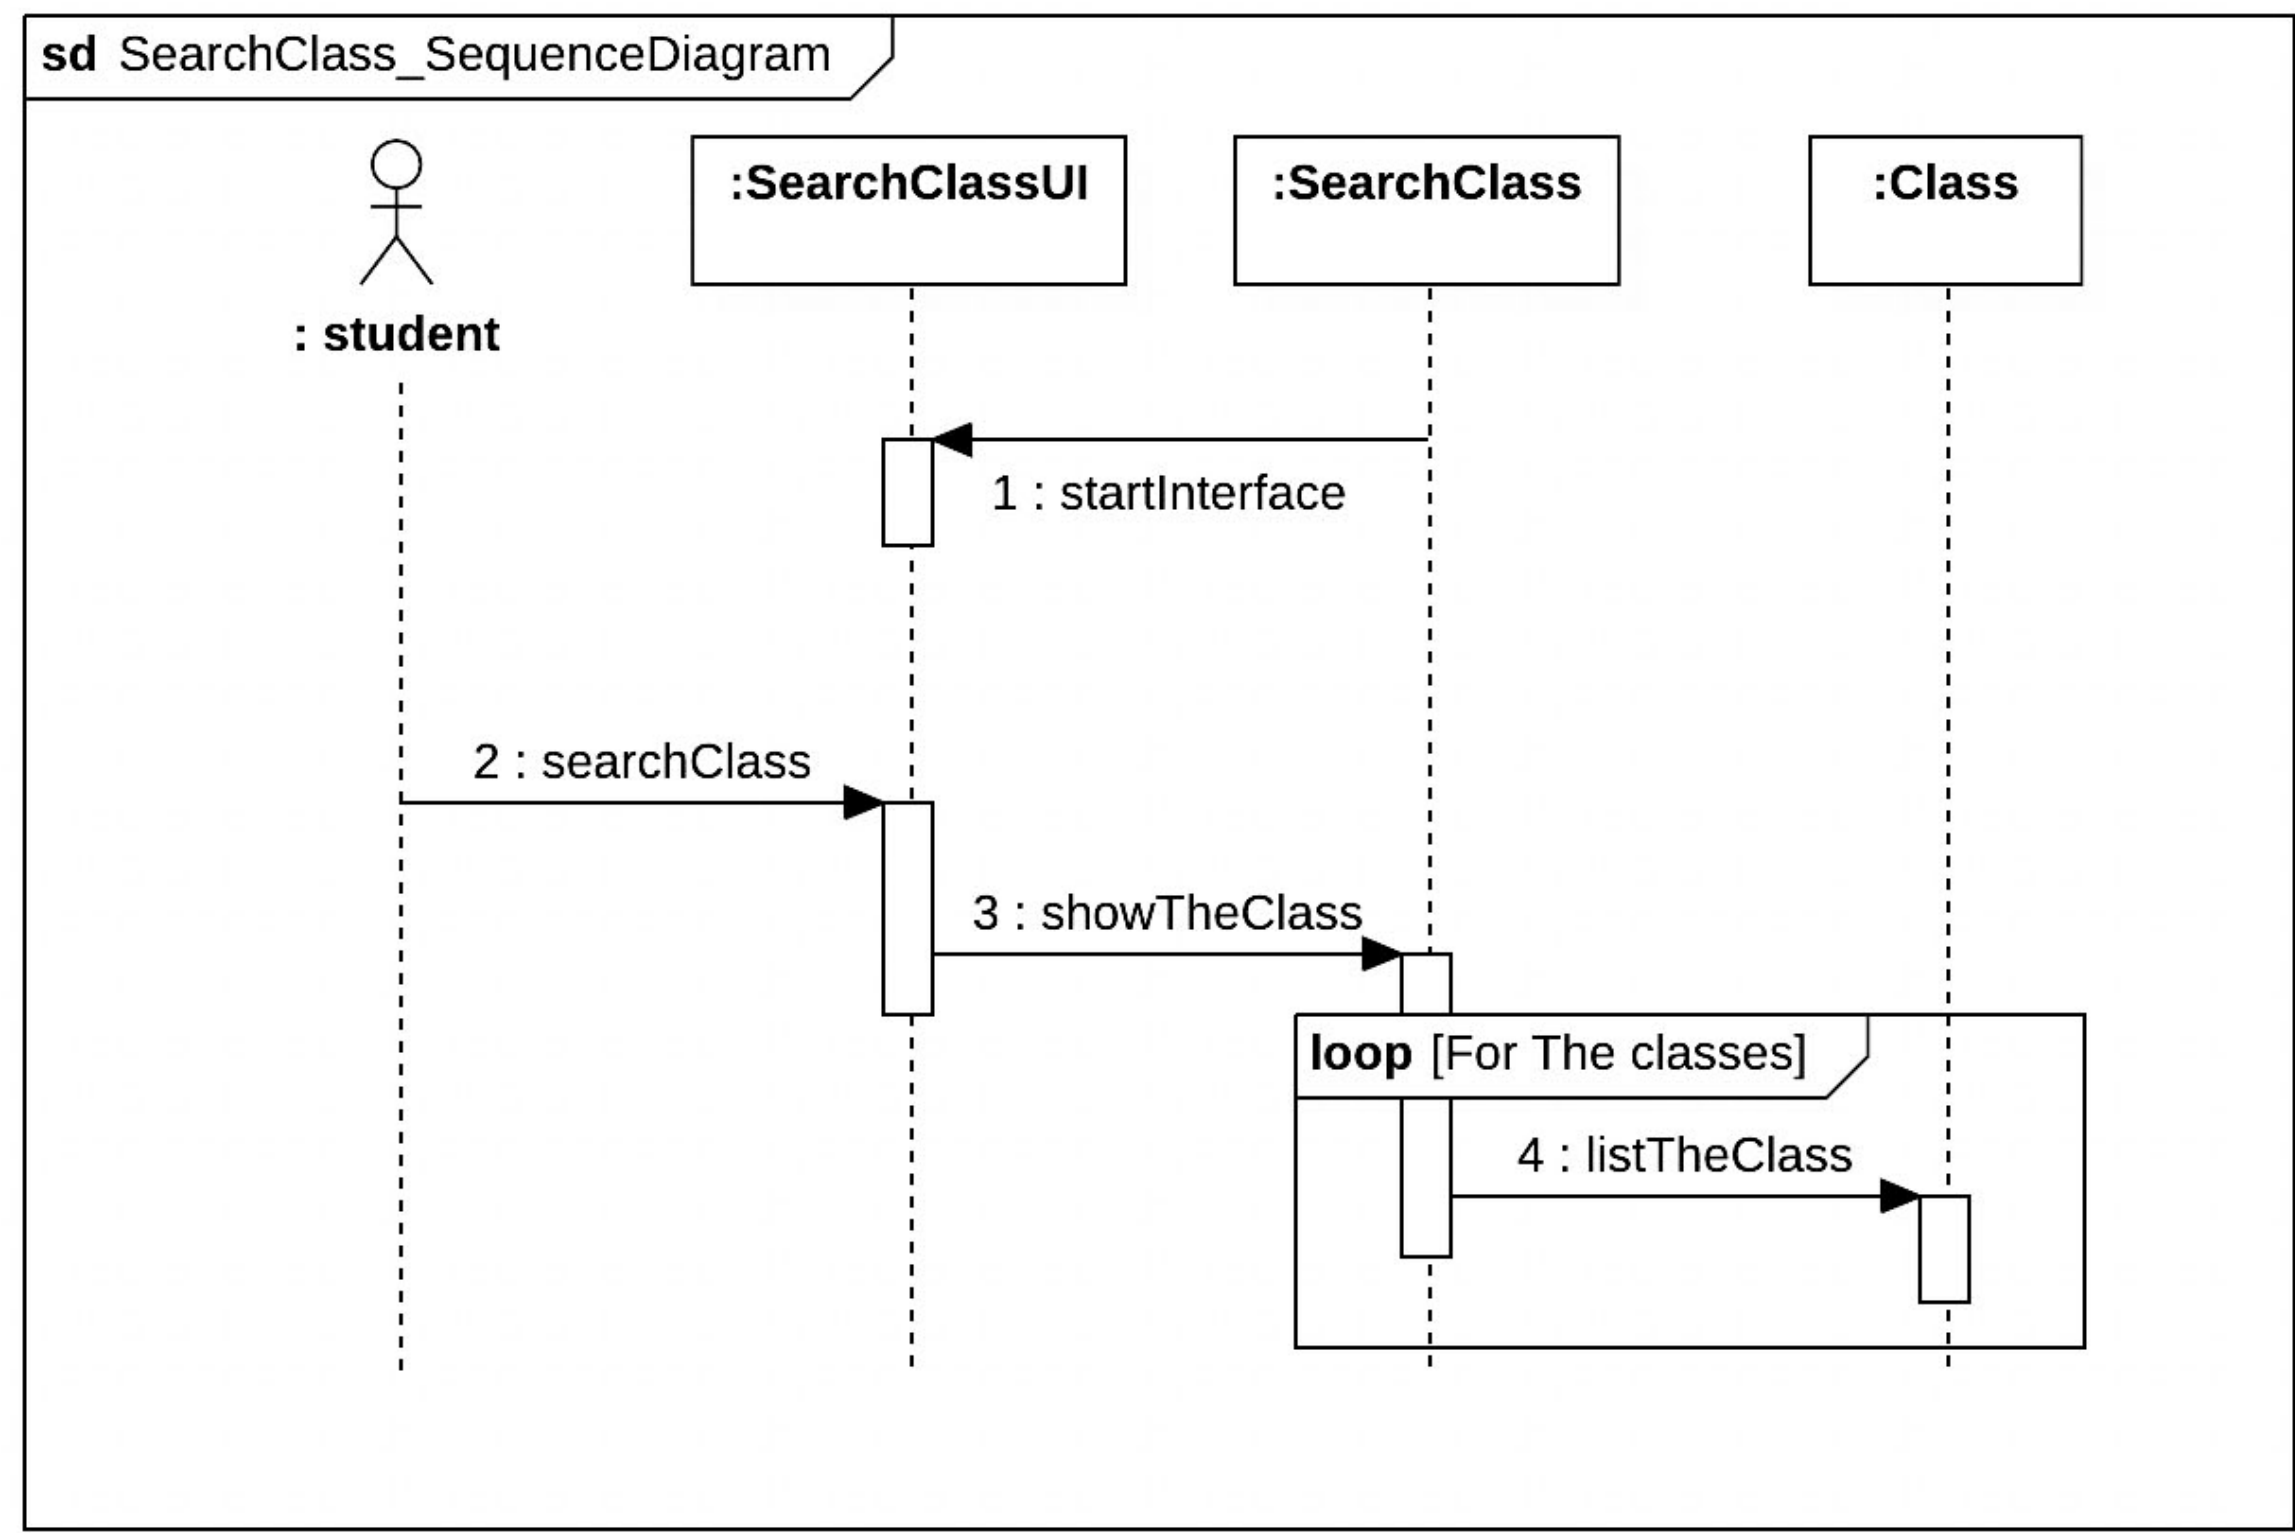 sd SearchClass_SequenceDiagram
:SearchClassUI
:SearchClass
:Class
: student
1 : startInterface
2 : searchClass
3 : showTheClass
loop [For The classes]
4 : listTheClass